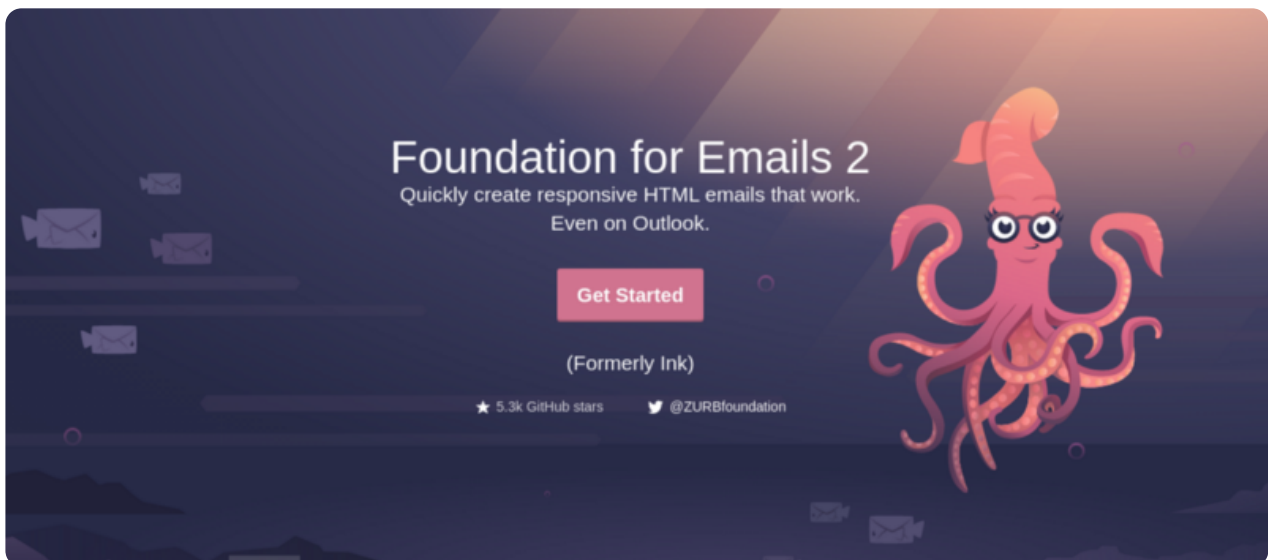 Foundation for Emails 2
Quickly create responsive HTML emails that work.
Even on Outlook.
Get Started
(Formerly Ink)
5.3k GitHub stars @ZURBfoundation